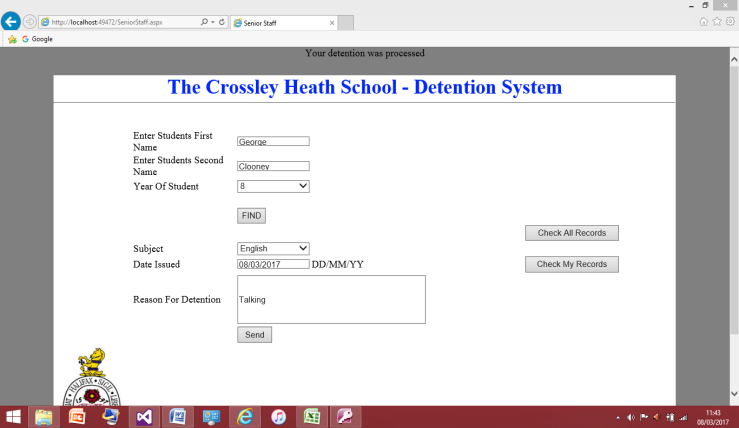 http://localhost:49472/SeniorStaff.aspx
Senior Staff
Google
Your detention was processed
The Crossley Heath School - Detention System
Enter Students First
Name
George
Enter Students Second
Name
Clooney
Year Of Student
8
FIND
Check All Records
Subject
English
Date Issued
08/03/2017
DD/MM/YY
Check My Records
Reason For Detention
Talking
Send
HALIFAX
11:43
08/03/2017